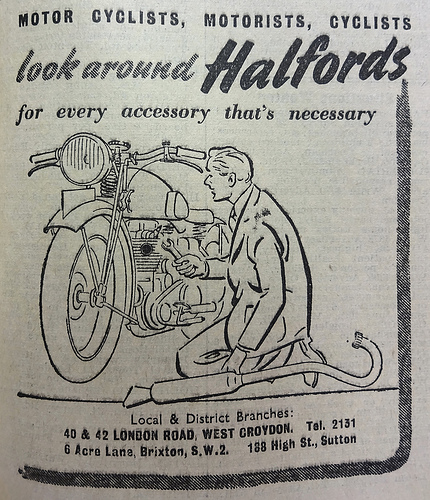 MOTOR CYCLISTS, MOTORISTS, CYCLISTS
look around Halfords
for every accessory that's necessary
Local & District Branches:
40 & 42 LONDON ROAD, WEST CROYDON. Tel. 2131
6 Acre Lane, Brixton, S.W.2. 188 High St., Sutton